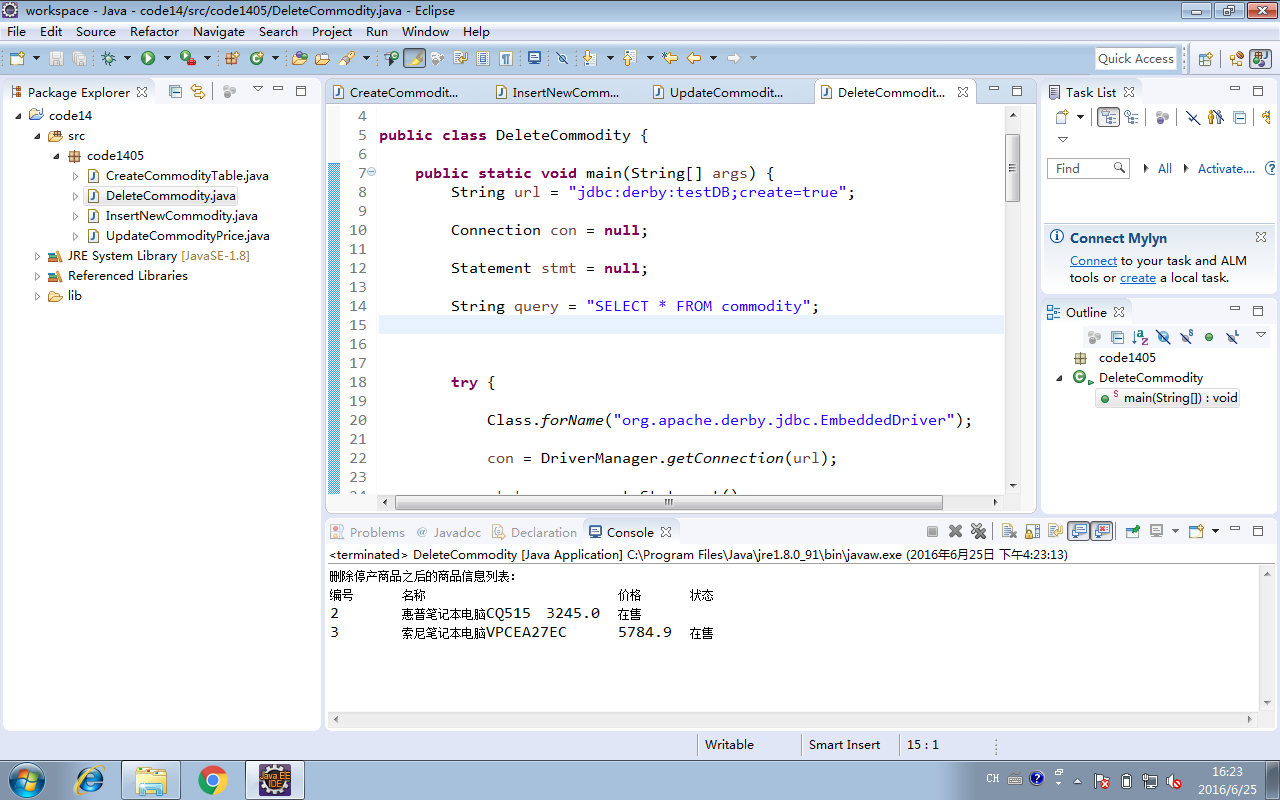 workspace - Java - code14/src/code1405/DeleteCommodity.java - Eclipse
File Edit Source Refactor Navigate Search Project Run Window Help
Quick Access
Package Explorer
code14
src
code1405
CreateCommodityTable.java
DeleteCommodity.java
InsertNewCommodity.java
UpdateCommodityPrice.java
JRE System Library [JavaSE-1.8]
Referenced Libraries
lib
CreateCommodit... InsertNewComm... UpdateCommodit... DeleteCommodit...
4
5 public class DeleteCommodity {
6
7 public static void main(String[] args) {
8 String url = "jdbc:derby:testDB;create=true";
9
10 Connection con = null;
11
12 Statement stmt = null;
13
14 String query = "SELECT * FROM commodity";
15
16
17
18 try {
19
20 Class.forName("org.apache.derby.jdbc.EmbeddedDriver");
21
22 con = DriverManager.getConnection(url);
23
Task List
Find All Activate...
Connect Mylyn
Connect to your task and ALM
tools or create a local task.
Outline
code1405
DeleteCommodity
main(String[]) : void
Problems @ Javadoc Declaration Console
<terminated> DeleteCommodity [Java Application] C:\Program Files\Java\jre1.8.0_91\bin\javaw.exe (2016年6月25日 下午4:23:13)
删除停产商品之后的商品信息列表:
编号 名称 价格 状态
2 惠普笔记本电脑CQ515 3245.0 在售
3 索尼笔记本电脑VPCEA27EC 5784.9 在售
Writable Smart Insert 15 : 1
Java EE
IDE
CH
16:23
2016/6/25